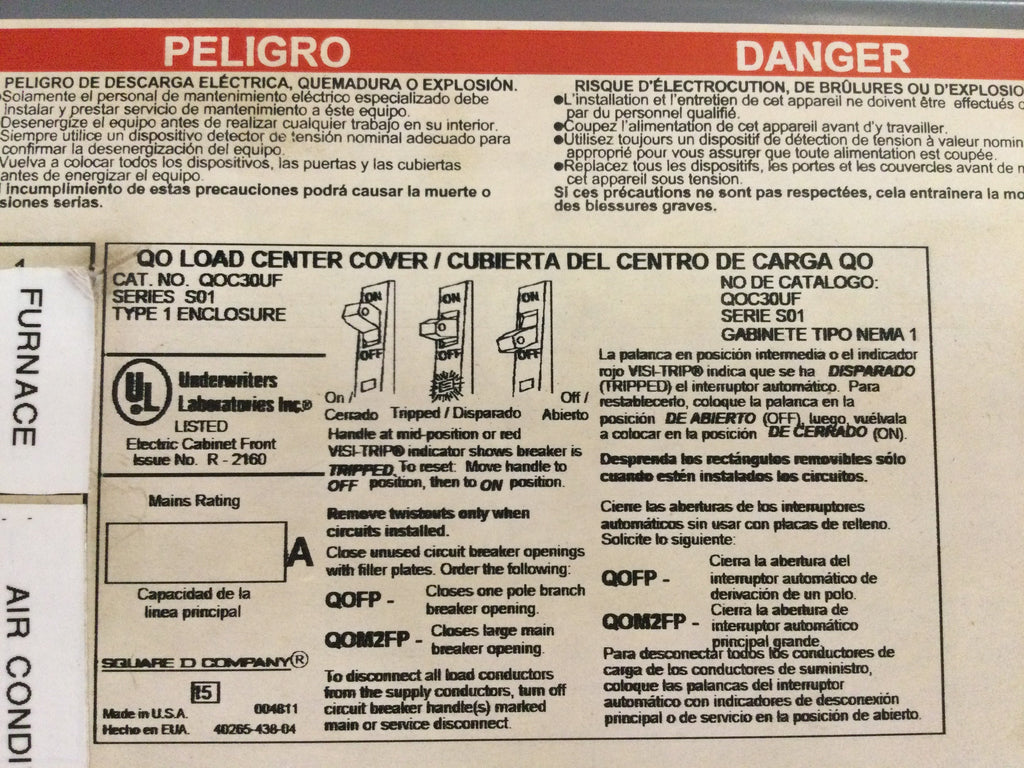 PELIGRO
PELIGRO DE DESCARGA ELÉCTRICA, QUEMADURA O EXPLOSIÓN.
Solamente el personal de mantenimiento eléctrico especializado debe
instalar y prestar servicio de mantenimiento a éste equipo.
Desenergize el equipo antes de realizar cualquier trabajo en su interior.
Siempre utilice un dispositivo detector de tensión nominal adecuado para
confirmar la desenergización del equipo.
Vuelva a colocar todos los dispositivos, las puertas y las cubiertas
antes de energizar el equipo.
l incumplimiento de estas precauciones podrá causar la muerte o
siones serias.
DANGER
RISQUE D'ÉLECTROCUTION, DE BRÛLURES OU D'EXPLOSIO
●L'installation et l'entretien de cet appareil ne doivent être effectués
par du personnel qualifié.
●Coupez l'alimentation de cet appareil avant d'y travailler.
●Utilisez toujours un dispositif de détection de tension à valeur nomin
approprié pour vous assurer que toute alimentation est coupée.
●Replacez tous les dispositifs, les portes et les couvercles avant de
cet appareil sous tension.
Si ces précautions ne sont pas respectées, cela entraînera la mo
des blessures graves.
FURNACE
AIR CONDI
QO LOAD CENTER COVER / CUBIERTA DEL CENTRO DE CARGA QO
CAT. NO. QOC30UF
SERIES S01
TYPE 1 ENCLOSURE
UL
Underwriters
Laboratories Inc.®
LISTED
Electric Cabinet Front
Issue No. R - 2160
Mains Rating
A
Capacidad de la
linea principal
SQUARE D COMPANY®
15
Made in U.S.A. 004811
Hecho en EUA. 40265-438-04
ON ON ON
OFF OFF OFF
On / Off /
Cerrado Tripped / Disparado Abierto
Handle at mid-position or red
VISI-TRIP® indicator shows breaker is
TRIPPED. To reset: Move handle to
OFF position, then to ON position.
Remove twistouts only when
circuits installed.
Close unused circuit breaker openings
with filler plates. Order the following:
QOFP - Closes one pole branch
breaker opening.
QOM2FP - Closes large main
breaker opening.
To disconnect all load conductors
from the supply conductors, turn off
circuit breaker handle(s) marked
main or service disconnect.
NO DE CATALOGO:
QOC30UF
SERIE S01
GABINETE TIPO NEMA 1
La palanca en posición intermedia o el indicador
rojo VISI-TRIP® indica que se ha DISPARADO
(TRIPPED) el interruptor automático. Para
restablecerlo, coloque la palanca en la
posición DE ABIERTO (OFF), luego, vuélvala
a colocar en la posición DE CERRADO (ON).
Desprenda los rectángulos removibles sólo
cuando estén instalados los circuitos.
Cierre las aberturas de los interruptores
automáticos sin usar con placas de relleno.
Solicite lo siguiente:
QOFP - Cierra la abertura del
interruptor automático de
derivación de un polo.
QOM2FP - Cierra la abertura de
interruptor automático
principal grande.
Para desconectar todos los conductores de
carga de los conductores de suministro,
coloque las palancas del interruptor
automático con indicadores de desconexión
principal o de servicio en la posición de abierto.